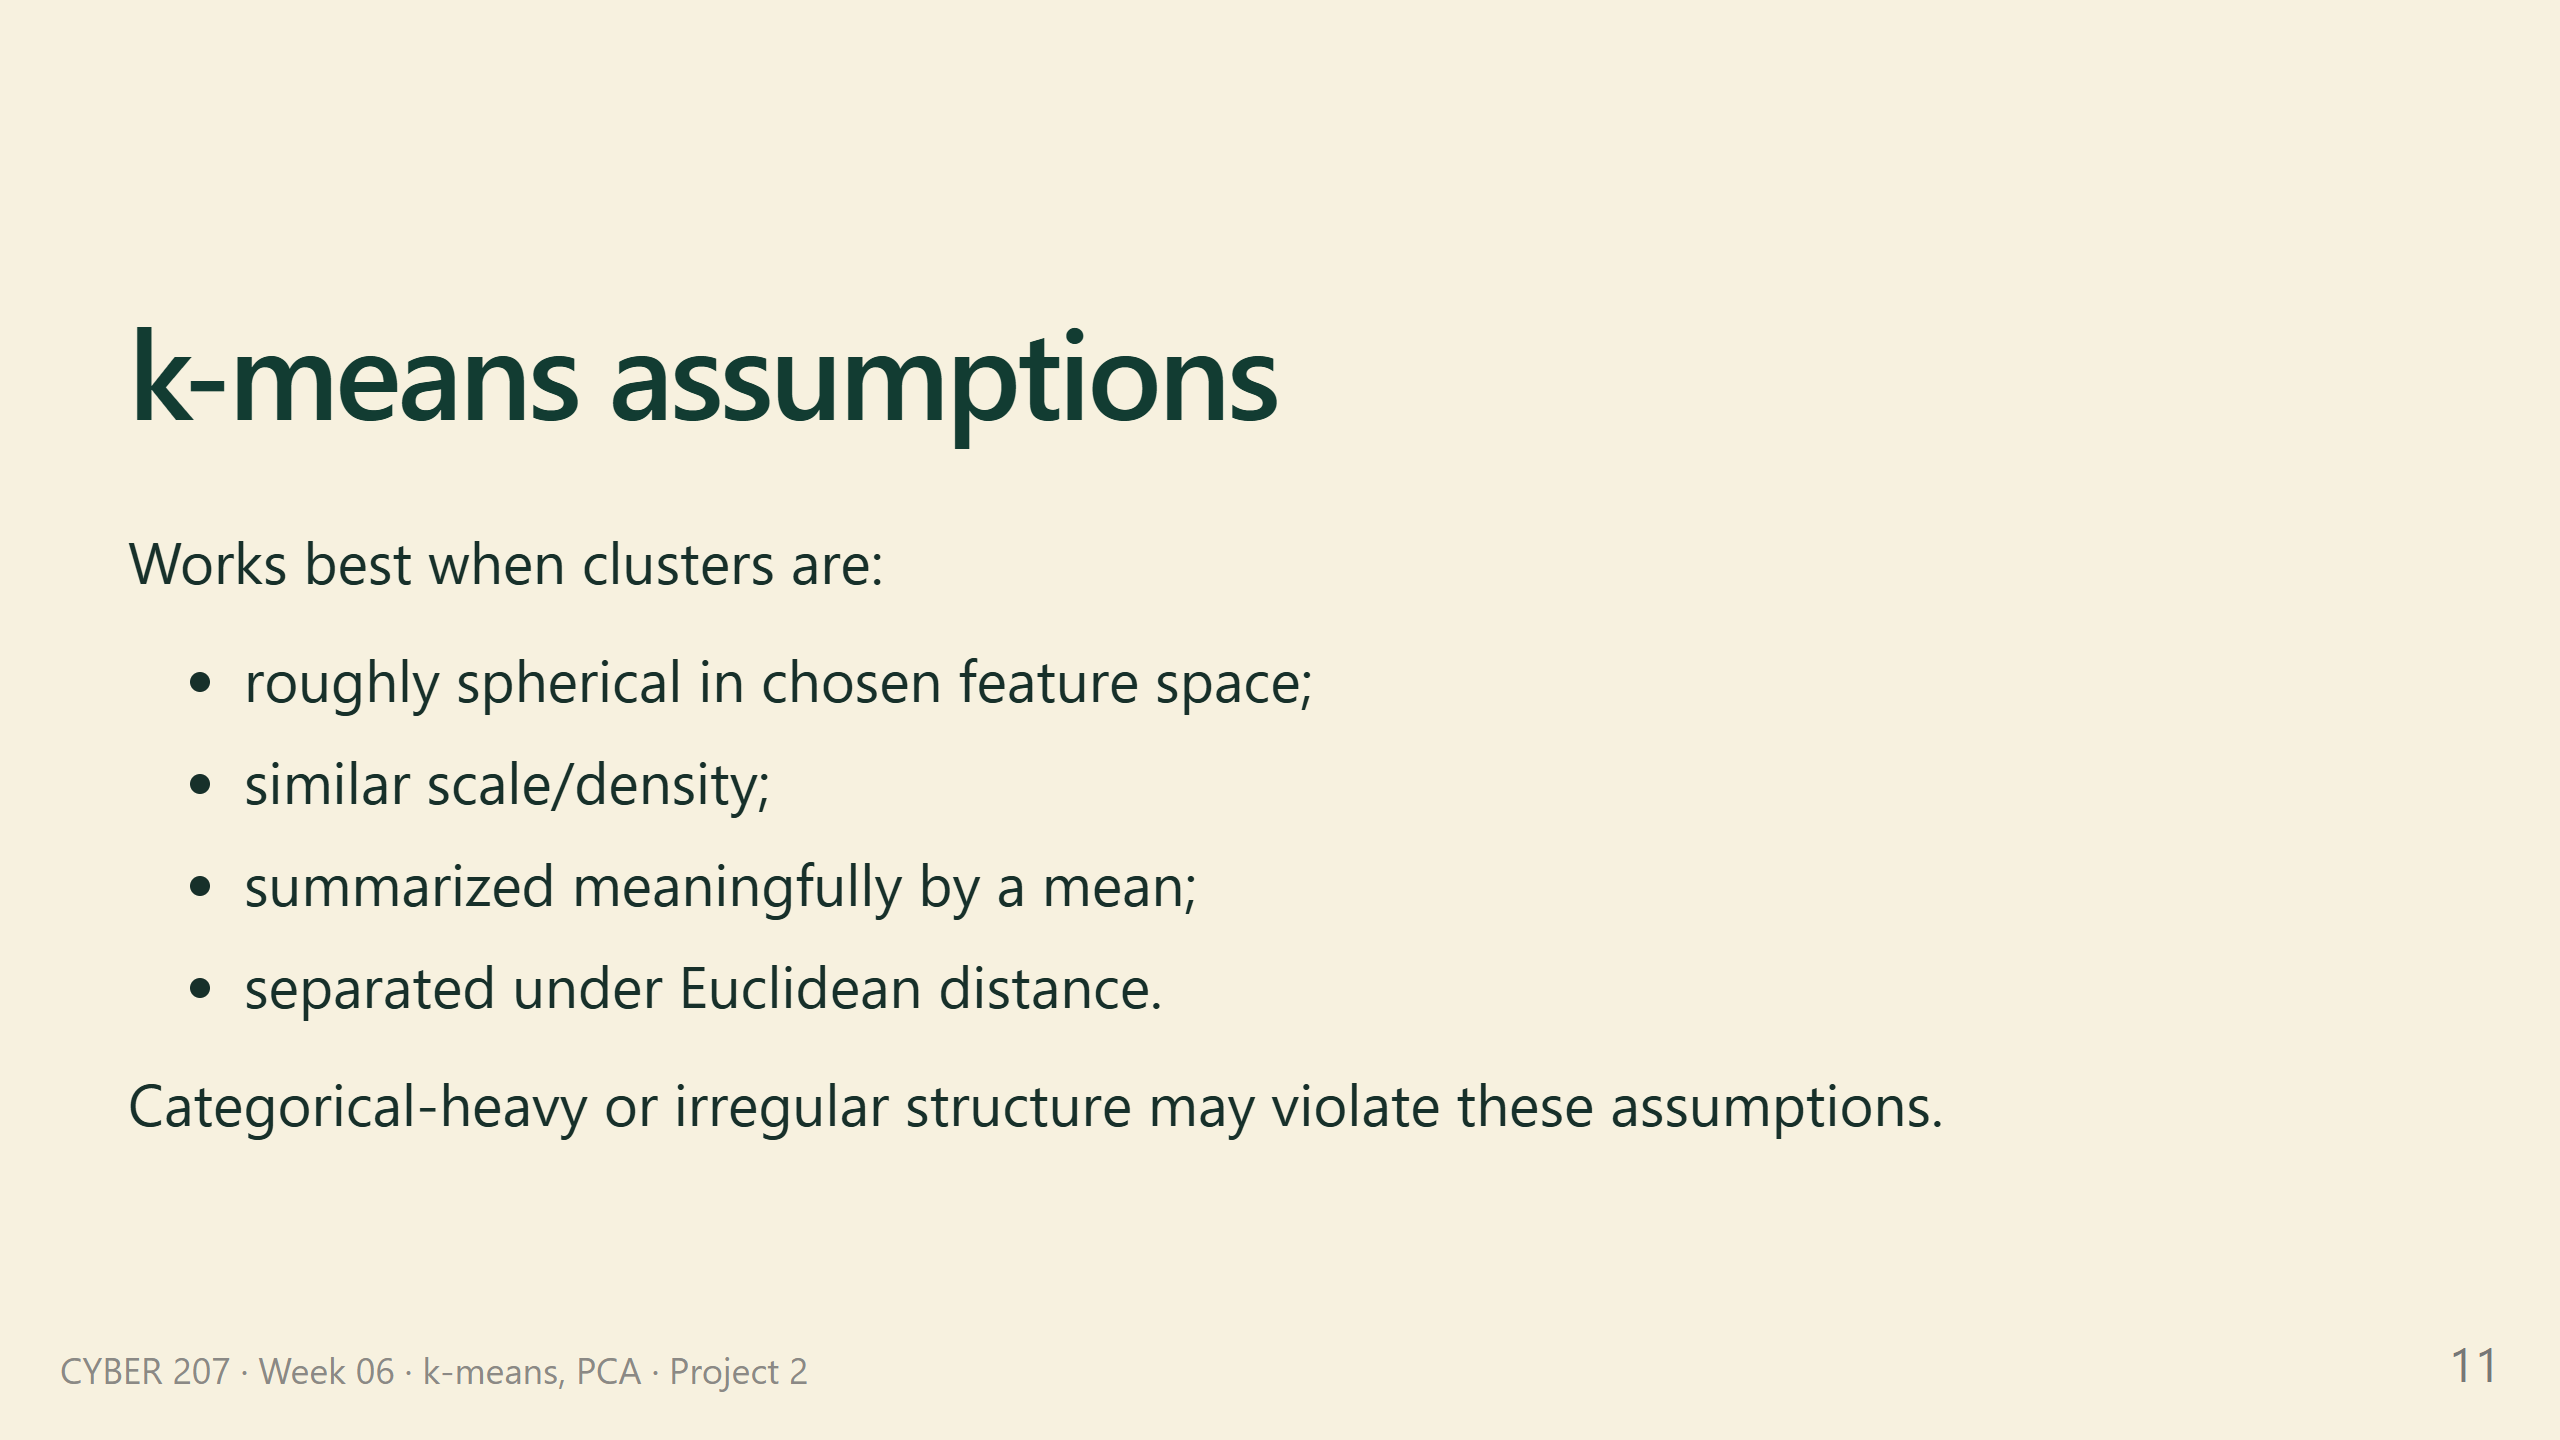 k-means assumptions
Works best when clusters are:
• roughly spherical in chosen feature space;
• similar scale/density;
• summarized meaningfully by a mean;
• separated under Euclidean distance.
Categorical-heavy or irregular structure may violate these assumptions.
CYBER 207 · Week 06 · k-means, PCA · Project 2
11